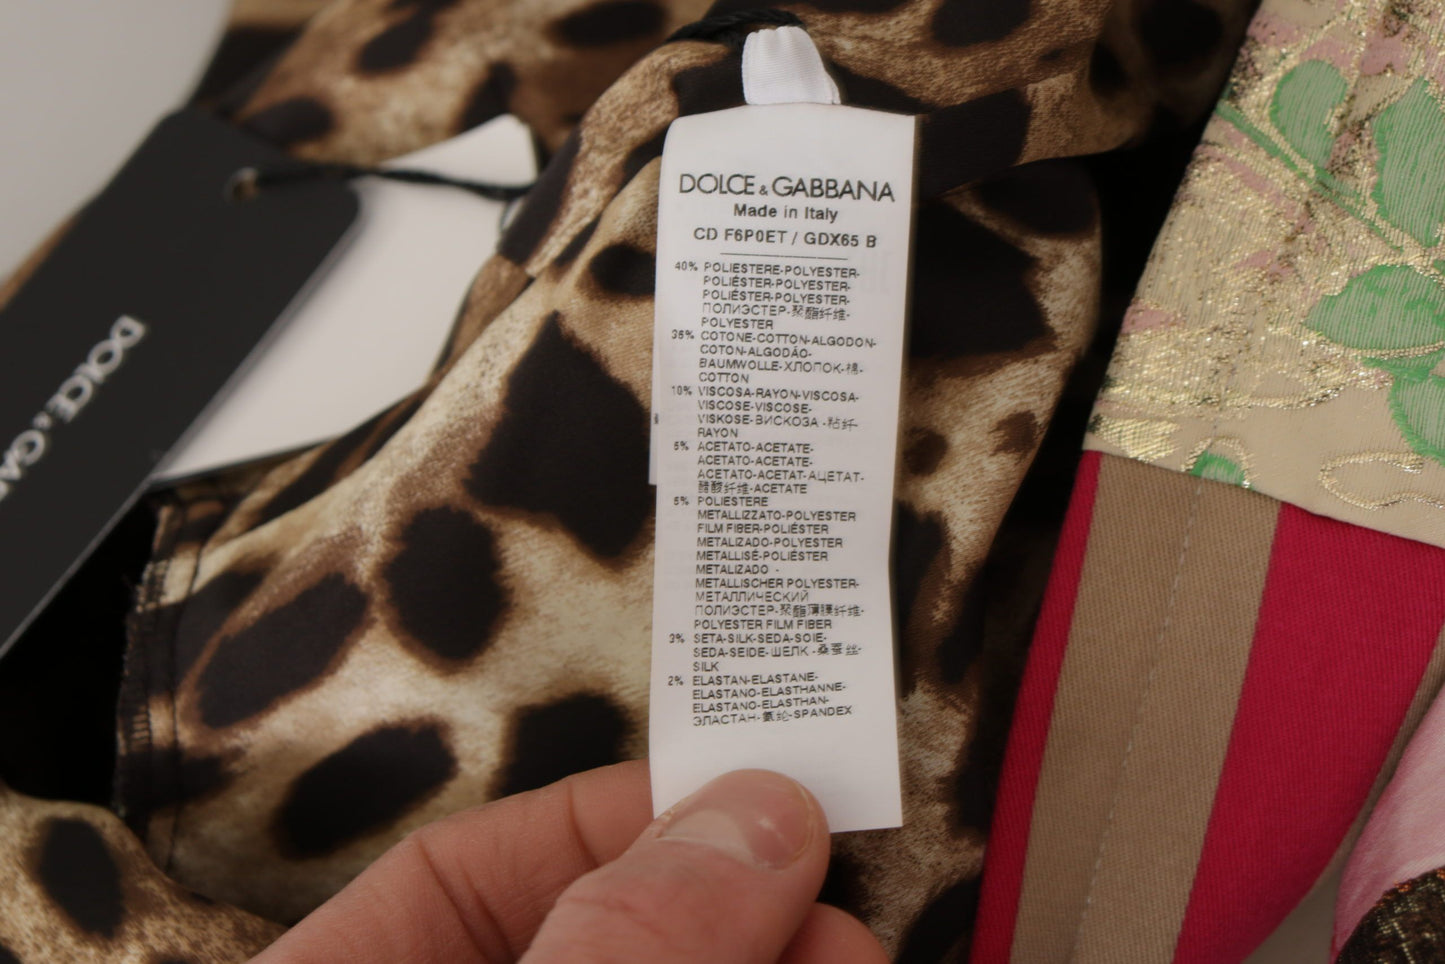 DOLCE & GABBANA
Made in Italy
CD F6P0ET / GDX65 B
40% POLIESTERE-POLYESTER-
POLIÉSTER-POLYESTER-
POLIÉSTER-POLYESTER-
ПОЛИЭСТЕР-聚酯纤维-
POLYESTER
35% COTONE-COTTON-ALGODON-
COTON-ALGODÃO-
BAUMWOLLE-ХЛОПОК-棉-
COTTON
10% VISCOSA-RAYON-VISCOSA-
VISCOSE-VISCOSE-
VISKOSE-ВИСКОЗА -粘纤-
RAYON
5% ACETATO-ACETATE-
ACETATO-ACETATE-
ACETATO-ACETAT-АЦЕТАТ-
醋酸纤维-ACETATE
5% POLIESTERE
METALLIZZATO-POLYESTER
FILM FIBER-POLIÉSTER
METALIZADO-POLYESTER
METALLISÉ-POLIÉSTER
METALIZADO -
METALLISCHER POLYESTER-
МЕТАЛЛИЧЕСКИЙ
ПОЛИЭСТЕР-聚酯薄膜纤维-
POLYESTER FILM FIBER
3% SETA-SILK-SEDA-SOIE-
SEDA-SEIDE-ШЕЛК -桑蚕丝-
SILK
2% ELASTAN-ELASTANE-
ELASTANO-ELASTHANNE-
ELASTANO-ELASTHAN-
ЭЛАСТАН-氨纶-SPANDEX
DOLCE & GAB